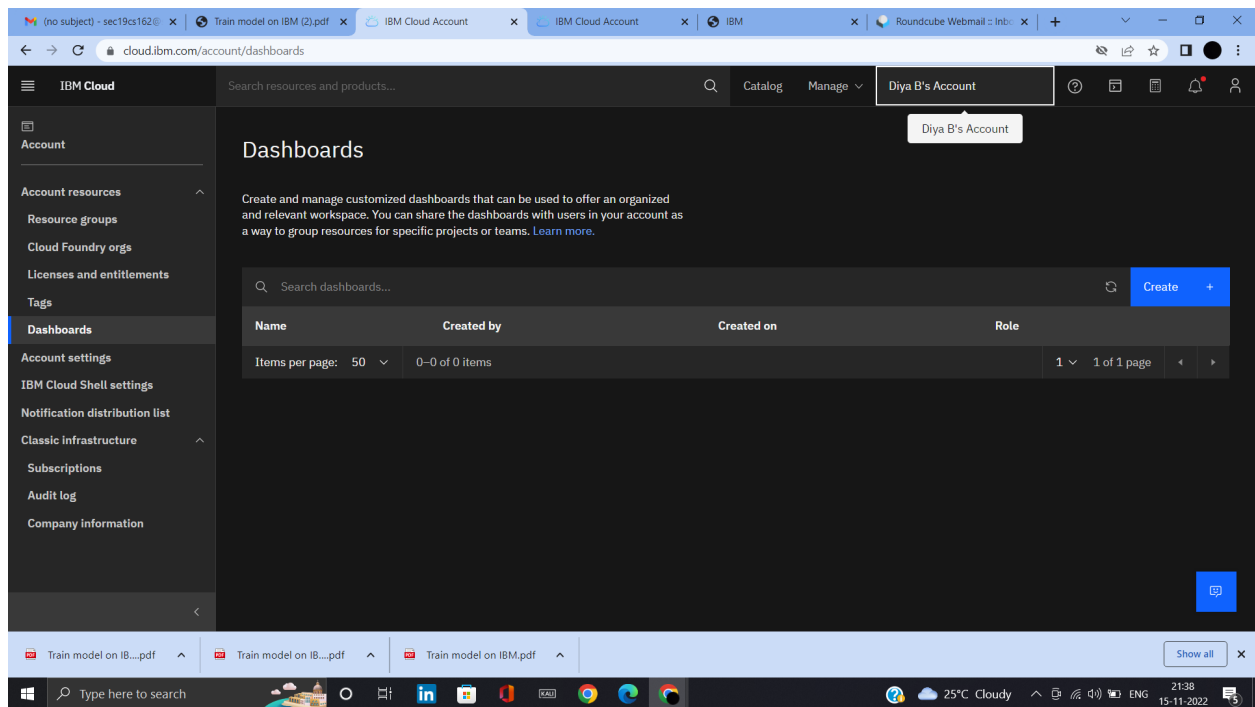 (no subject) - sec19cs162@
Train model on IBM (2).pdf
IBM Cloud Account
IBM Cloud Account
IBM
Roundcube Webmail :: Inbo
cloud.ibm.com/account/dashboards
IBM Cloud
Search resources and products...
Catalog
Manage
Diya B's Account
Diya B's Account
Account
Account resources
Resource groups
Cloud Foundry orgs
Licenses and entitlements
Tags
Dashboards
Account settings
IBM Cloud Shell settings
Notification distribution list
Classic infrastructure
Subscriptions
Audit log
Company information
Dashboards
Create and manage customized dashboards that can be used to offer an organized
and relevant workspace. You can share the dashboards with users in your account as
a way to group resources for specific projects or teams. Learn more.
Search dashboards...
Create +
Name Created by Created on Role
Items per page: 50 0–0 of 0 items 1 1 of 1 page
Train model on IB....pdf
Train model on IB....pdf
Train model on IBM.pdf
Show all
Type here to search
25°C Cloudy
ENG
21:38
15-11-2022
5